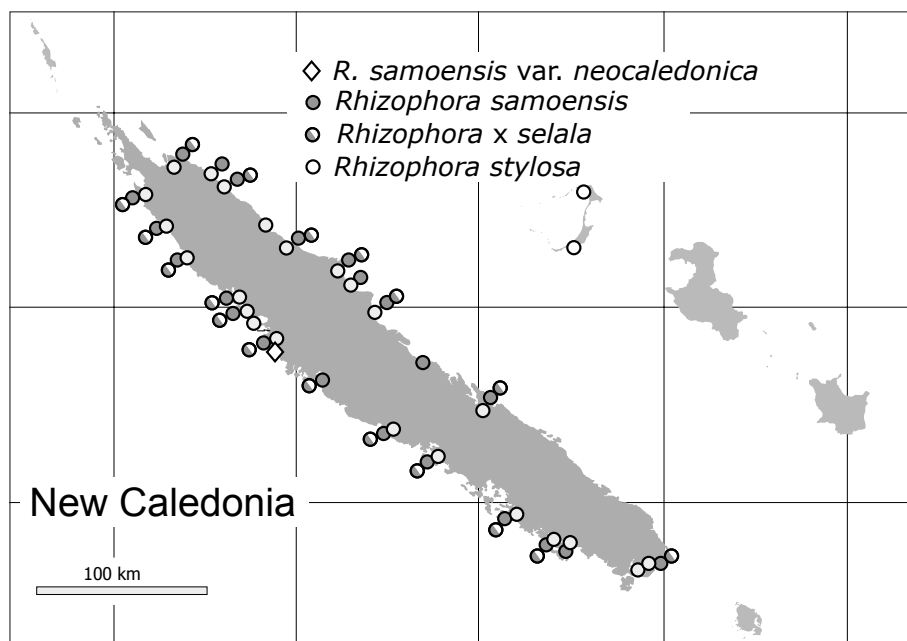 R. samoensis var. neocaledonica
Rhizophora samoensis
Rhizophora x selala
Rhizophora stylosa
New Caledonia
100 km